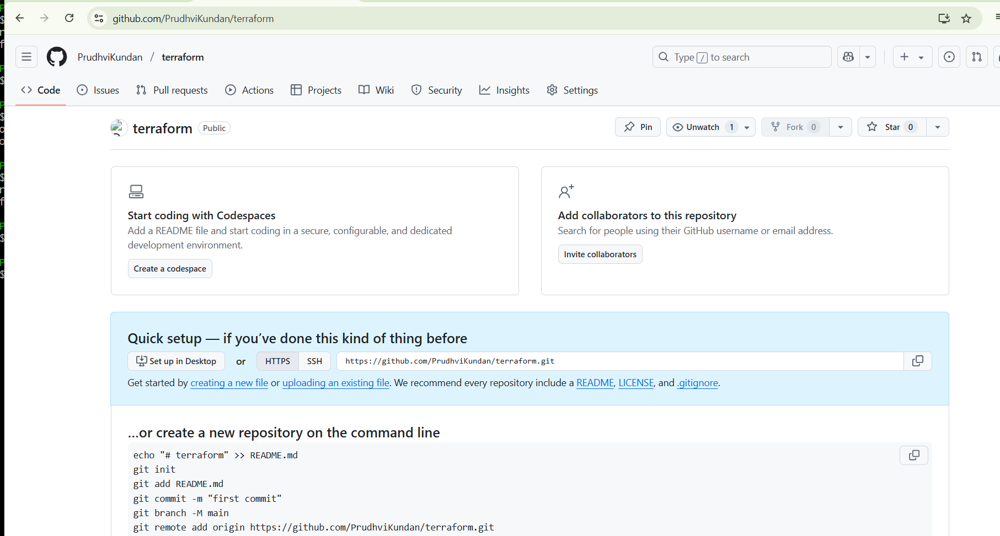 github.com/PrudhviKundan/terraform
PrudhviKundan / terraform
Type / to search
Code Issues Pull requests Actions Projects Wiki Security Insights Settings
terraform Public
Pin Unwatch 1 Fork 0 Star 0
Start coding with Codespaces
Add a README file and start coding in a secure, configurable, and dedicated
development environment.
Create a codespace
Add collaborators to this repository
Search for people using their GitHub username or email address.
Invite collaborators
Quick setup — if you’ve done this kind of thing before
Set up in Desktop or HTTPS SSH https://github.com/PrudhviKundan/terraform.git
Get started by creating a new file or uploading an existing file. We recommend every repository include a README, LICENSE, and .gitignore.
…or create a new repository on the command line
echo "# terraform" >> README.md
git init
git add README.md
git commit -m "first commit"
git branch -M main
git remote add origin https://github.com/PrudhviKundan/terraform.git